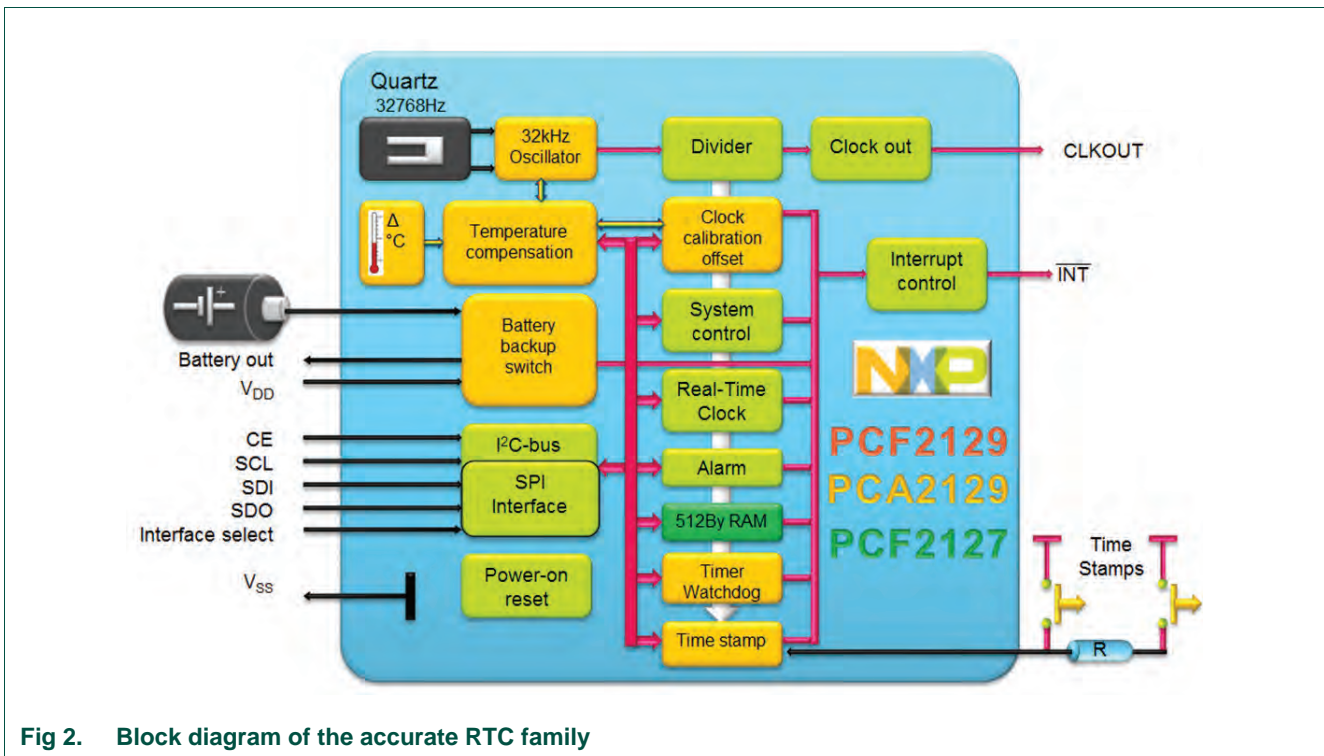 Quartz
32768Hz
32kHz
Oscillator
Divider
Clock out
CLKOUT
Δ
°C
Temperature
compensation
Clock
calibration
offset
Interrupt
control
INT
+
Battery out
VDD
Battery
backup
switch
System
control
NXP
Real-Time
Clock
CE
SCL
SDI
SDO
Interface select
I²C-bus
SPI
Interface
Alarm
PCF2129
PCA2129
PCF2127
512By RAM
VSS
Power-on
reset
Timer
Watchdog
Time stamp
Time
Stamps
R
Fig 2. Block diagram of the accurate RTC family